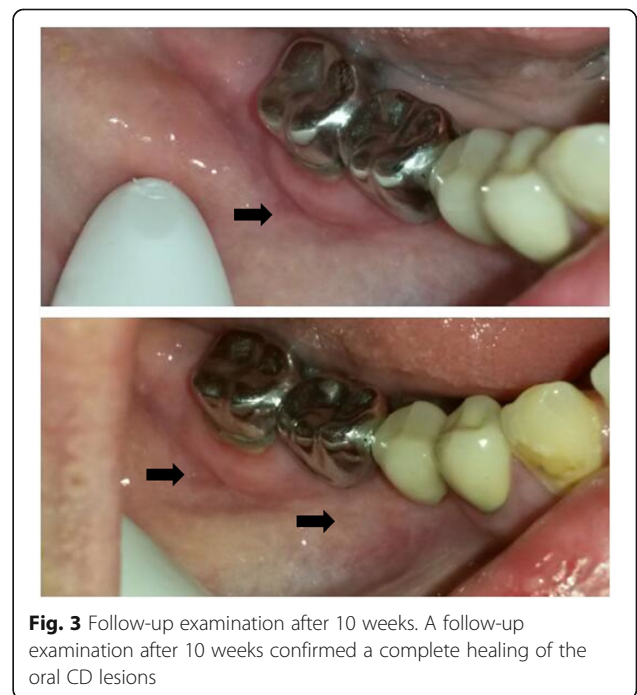 Fig. 3 Follow-up examination after 10 weeks. A follow-up
examination after 10 weeks confirmed a complete healing of the
oral CD lesions